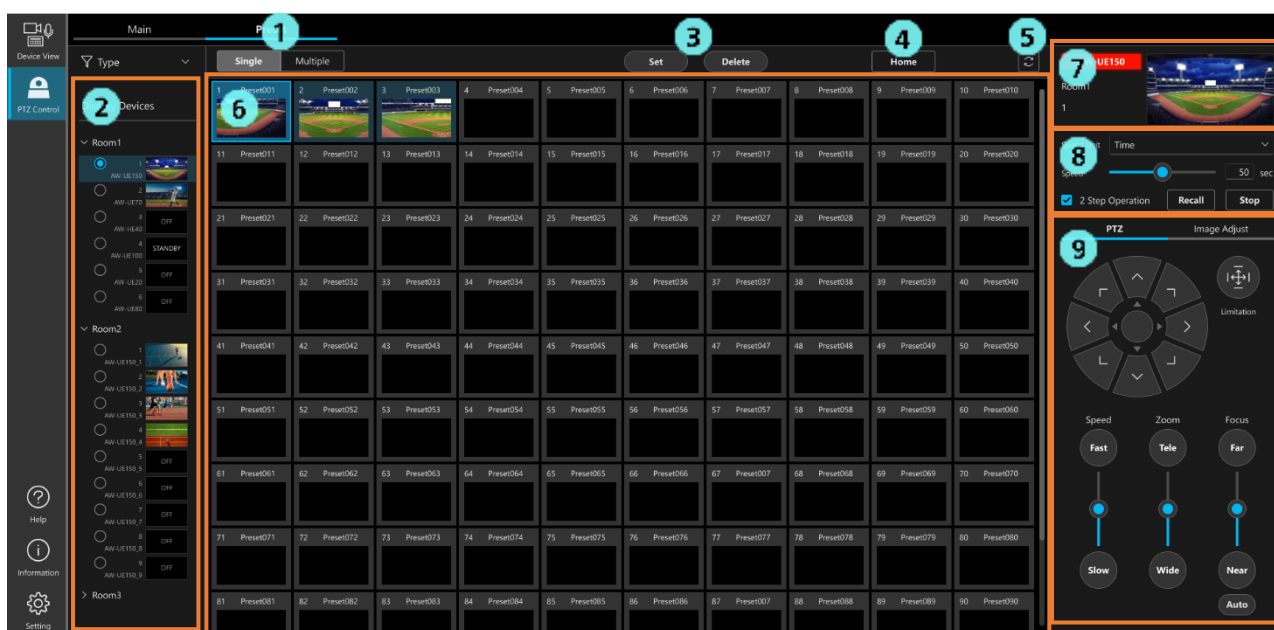 Main
1
Device View
Type
Single
Multiple
3
Set
Delete
4
Home
5
PTZ Control
2
Devices
Room1
1
AW-UE150
2
AW-UE70
3
AW-HE40
OFF
4
AW-UE100
STANDBY
5
AW-UE20
OFF
6
AW-UE80
OFF
Room2
1
AW-UE150_1
2
AW-UE150_2
3
AW-UE150_3
4
AW-UE150_4
5
AW-UE150_5
OFF
6
AW-UE150_6
OFF
7
AW-UE150_7
OFF
8
AW-UE150_8
OFF
9
AW-UE150_9
OFF
Room3
Help
Information
Setting
6
1 Preset001 2 Preset002 3 Preset003 4 Preset004 5 Preset005 6 Preset006 7 Preset007 8 Preset008 9 Preset009 10 Preset010
11 Preset011 12 Preset012 13 Preset013 14 Preset014 15 Preset015 16 Preset016 17 Preset007 18 Preset018 19 Preset019 20 Preset020
21 Preset021 22 Preset022 23 Preset023 24 Preset024 25 Preset025 26 Preset026 27 Preset007 28 Preset028 29 Preset029 30 Preset030
31 Preset031 32 Preset032 33 Preset033 34 Preset034 35 Preset035 36 Preset036 37 Preset007 38 Preset038 39 Preset039 40 Preset040
41 Preset041 42 Preset042 43 Preset043 44 Preset044 45 Preset045 46 Preset046 47 Preset007 48 Preset048 49 Preset049 50 Preset050
51 Preset051 52 Preset052 53 Preset053 54 Preset054 55 Preset055 56 Preset056 57 Preset007 58 Preset058 59 Preset059 60 Preset060
61 Preset061 62 Preset062 63 Preset063 64 Preset064 65 Preset065 66 Preset066 67 Preset007 68 Preset068 69 Preset069 70 Preset070
71 Preset071 72 Preset072 73 Preset073 74 Preset074 75 Preset075 76 Preset076 77 Preset007 78 Preset078 79 Preset079 80 Preset080
81 Preset081 82 Preset082 83 Preset083 84 Preset084 85 Preset085 86 Preset086 87 Preset007 88 Preset088 89 Preset089 90 Preset090
7
-UE150
Room1
1
8
Time
Speed
50 sec
2 Step Operation
Recall
Stop
PTZ
Image Adjust
9
Limitation
Speed Zoom Focus
Fast Tele Far
Slow Wide Near
Auto